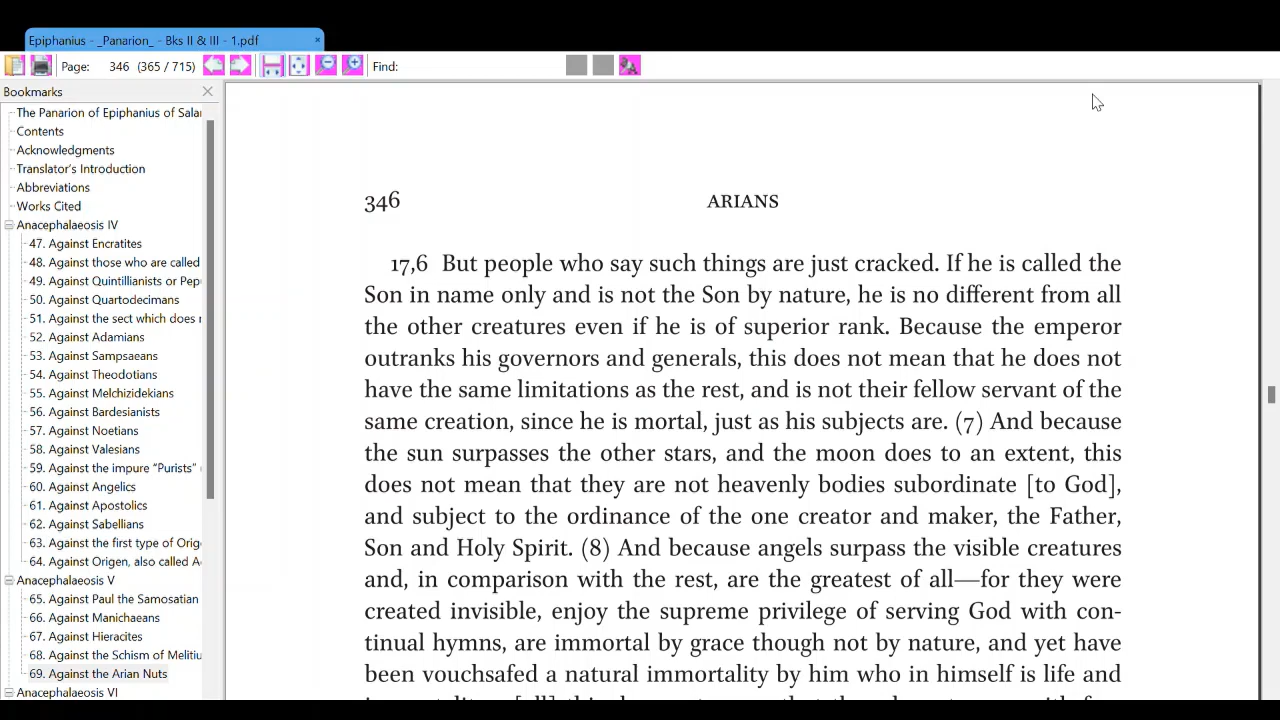 Epiphanius - _Panarion_ - Bks II & III - 1.pdf
Page: 346 (365 / 715) Find:
Bookmarks
The Panarion of Epiphanius of Sala
Contents
Acknowledgments
Translator's Introduction
Abbreviations
Works Cited
Anacephalaeosis IV
47. Against Encratites
48. Against those who are called
49. Against Quintillianists or Pep
50. Against Quartodecimans
51. Against the sect which does
52. Against Adamians
53. Against Sampsaeans
54. Against Theodotians
55. Against Melchizidekians
56. Against Bardesianists
57. Against Noetians
58. Against Valesians
59. Against the impure “Purists”
60. Against Angelics
61. Against Apostolics
62. Against Sabellians
63. Against the first type of Orig
64. Against Origen, also called A
Anacephalaeosis V
65. Against Paul the Samosatian
66. Against Manichaeans
67. Against Hieracites
68. Against the Schism of Melitiu
69. Against the Arian Nuts
Anacephalaeosis VI
346 ARIANS
17,6 But people who say such things are just cracked. If he is called the
Son in name only and is not the Son by nature, he is no different from all
the other creatures even if he is of superior rank. Because the emperor
outranks his governors and generals, this does not mean that he does not
have the same limitations as the rest, and is not their fellow servant of the
same creation, since he is mortal, just as his subjects are. (7) And because
the sun surpasses the other stars, and the moon does to an extent, this
does not mean that they are not heavenly bodies subordinate [to God],
and subject to the ordinance of the one creator and maker, the Father,
Son and Holy Spirit. (8) And because angels surpass the visible creatures
and, in comparison with the rest, are the greatest of all—for they were
created invisible, enjoy the supreme privilege of serving God with con-
tinual hymns, are immortal by grace though not by nature, and yet have
been vouchsafed a natural immortality by him who in himself is life and